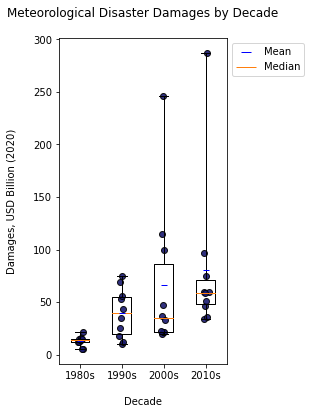 Meteorological Disaster Damages by Decade
Mean
Median
300
250
200
150
100
50
0
Damages, USD Billion (2020)
1980s 1990s 2000s 2010s
Decade